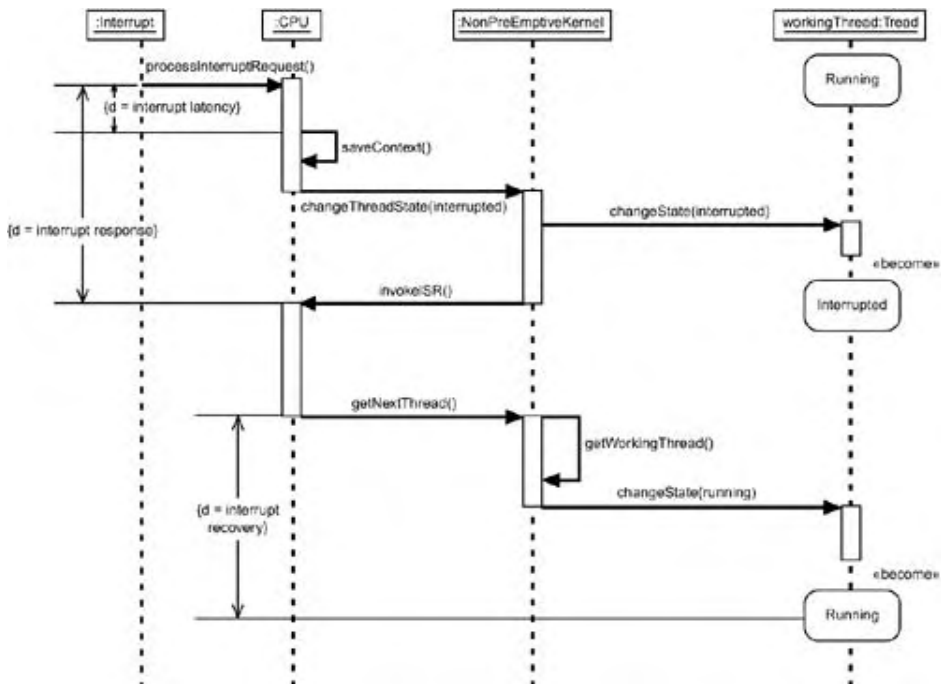 :Interrupt
:CPU
:NonPreEmptiveKernel
workingThread:Tread
processInterruptRequest()
Running
{d = interrupt latency}
saveContext()
changeThreadState(interrupted)
changeState(interrupted)
{d = interrupt response}
«become»
invokeISR()
Interrupted
getNextThread()
getWorkingThread()
changeState(running)
{d = interrupt
recovery}
«become»
Running